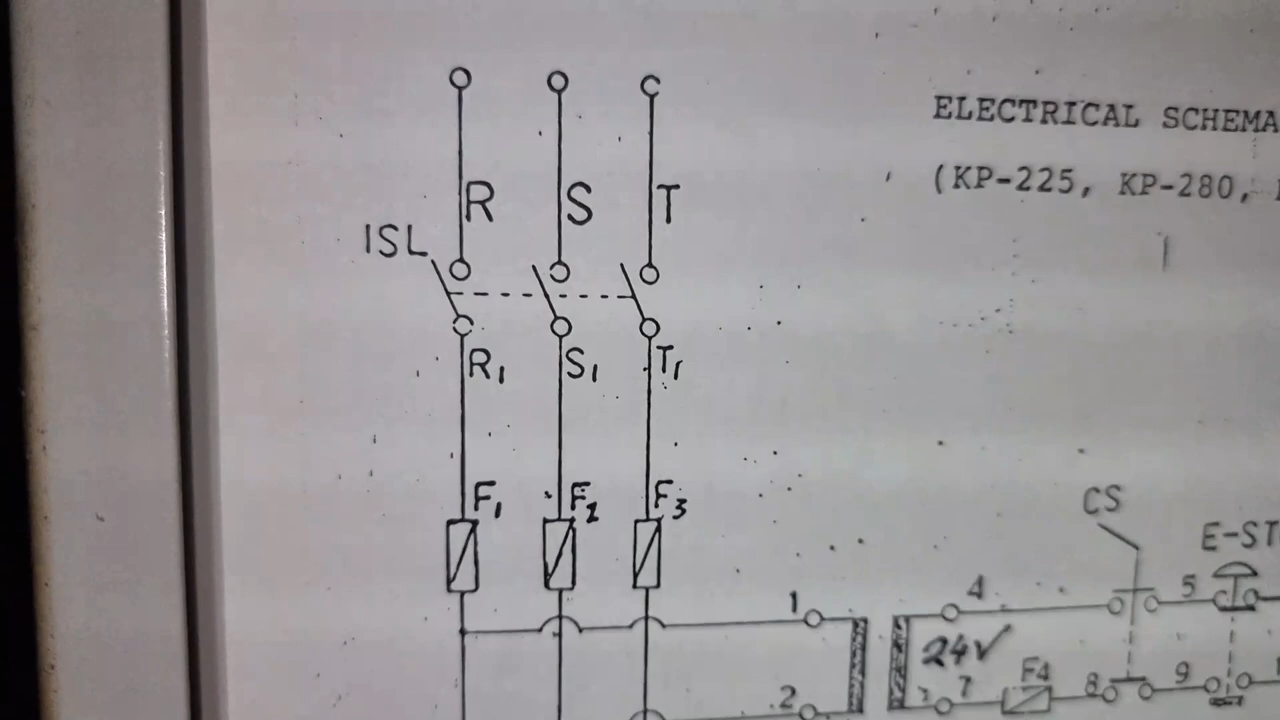 ELECTRICAL SCHEMA
(KP-225, KP-280,
R S T
ISL
R1 S1 T1
F1 F2 F3
CS
E-ST
1 4 5
24V
2 7 F4 8 9